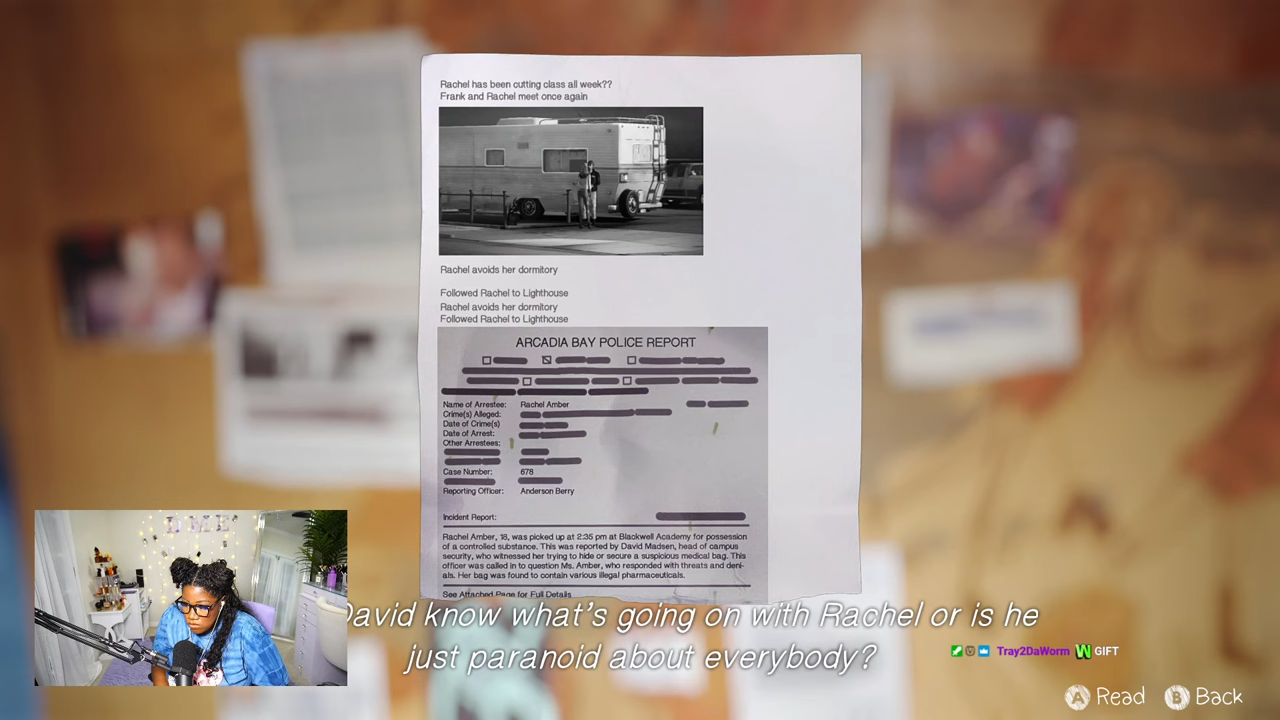 Rachel has been cutting class all week??
Frank and Rachel meet once again
Rachel avoids her dormitory
Followed Rachel to Lighthouse
Rachel avoids her dormitory
Followed Rachel to Lighthouse
ARCADIA BAY POLICE REPORT
Name of Arrestee: Rachel Amber
Crime(s) Alleged:
Date of Crime(s)
Date of Arrest:
Other Arrestees:
Case Number: 678
Reporting Officer: Anderson Berry
Incident Report:
Rachel Amber, 18, was picked up at 2:35 pm at Blackwell Academy for possession
of a controlled substance. This was reported by David Madsen, head of campus
security, who witnessed her trying to hide or secure a suspicious medical bag. This
officer was called in to question Ms. Amber, who responded with threats and deni-
als. Her bag was found to contain various illegal pharmaceuticals.
See Attached Page for Full Details
David know what's going on with Rachel or is he
just paranoid about everybody?
Tray2DaWorm W GIFT
A Read B Back
DMB